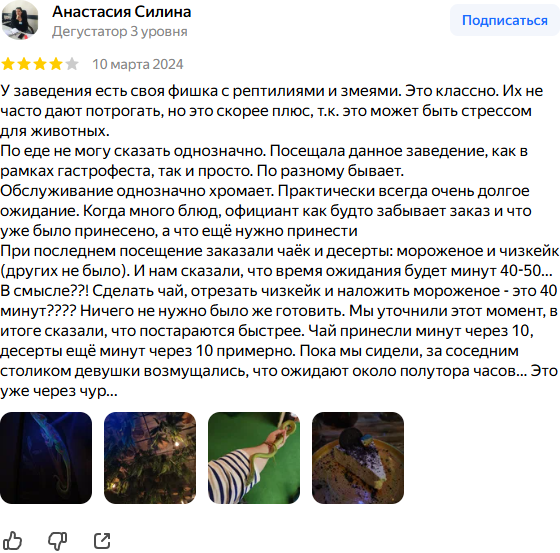 Анастасия Силина
Подписаться
Дегустатор 3 уровня
10 марта 2024
У заведения есть своя фишка с рептилиями и змеями. Это классно. Их не
часто дают потрогать, но это скорее плюс, т.к. это может быть стрессом
для животных.
По еде не могу сказать однозначно. Посещала данное заведение, как в
рамках гастрофеста, так и просто. По разному бывает.
Обслуживание однозначно хромает. Практически всегда очень долгое
ожидание. Когда много блюд, официант как будто забывает заказ и что
уже было принесено, а что ещё нужно принести
При последнем посещение заказали чаёк и десерты: мороженое и чизкейк
(других не было). И нам сказали, что время ожидания будет минут 40-50...
В смысле??! Сделать чай, отрезать чизкейк и наложить мороженое - это 40
минут???? Ничего не нужно было же готовить. Мы уточнили этот момент, в
итоге сказали, что постараются быстрее. Чай принесли минут через 10,
десерты ещё минут через 10 примерно. Пока мы сидели, за соседним
столиком девушки возмущались, что ожидают около полутора часов... Это
уже через чур...